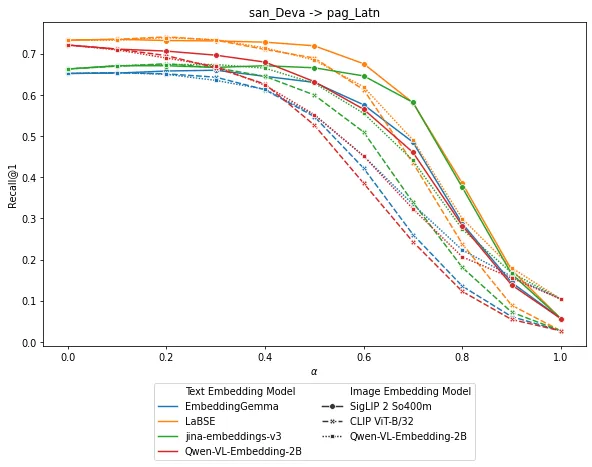 san_Deva -> pag_Latn
Recall@1
0.7
0.6
0.5
0.4
0.3
0.2
0.1
0.0
0.0 0.2 0.4 0.6 0.8 1.0
α
Text Embedding Model
EmbeddingGemma
LaBSE
jina-embeddings-v3
Qwen-VL-Embedding-2B
Image Embedding Model
SigLIP 2 So400m
CLIP ViT-B/32
Qwen-VL-Embedding-2B